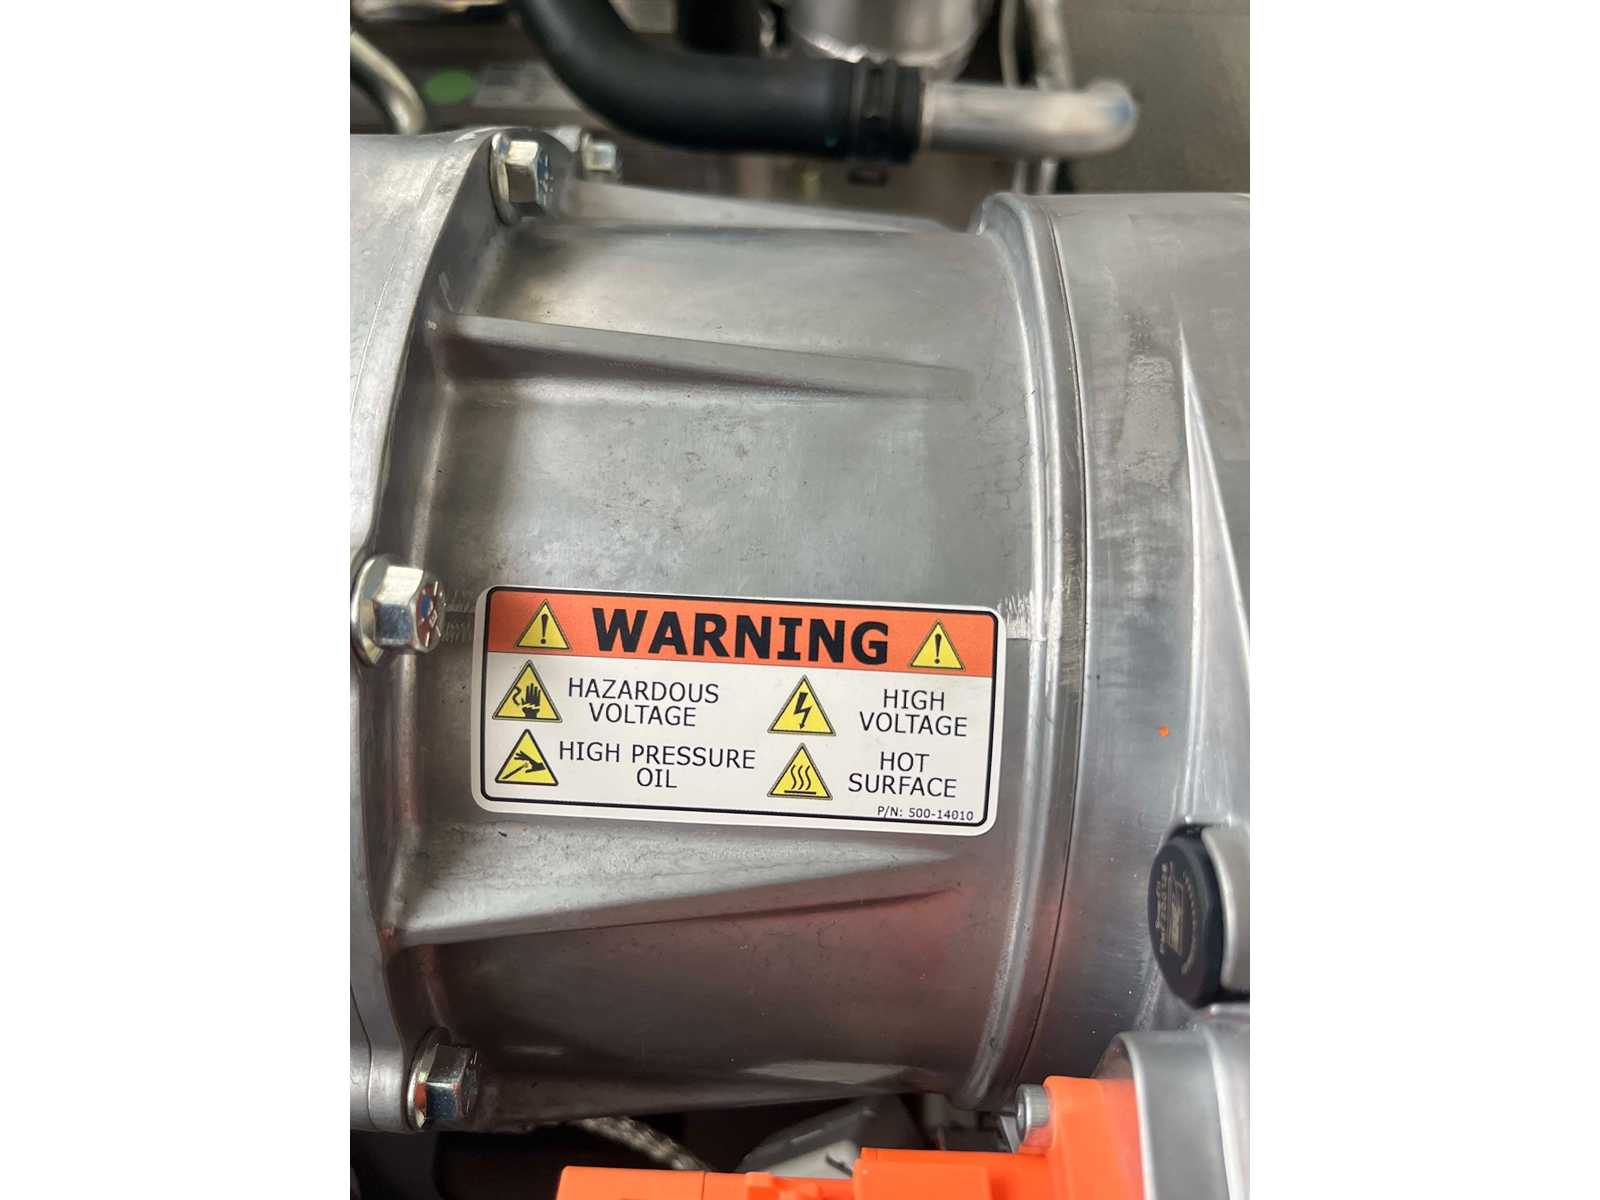 WARNING
HAZARDOUS VOLTAGE
HIGH VOLTAGE
HIGH PRESSURE OIL
HOT SURFACE
P/N: 500-14010